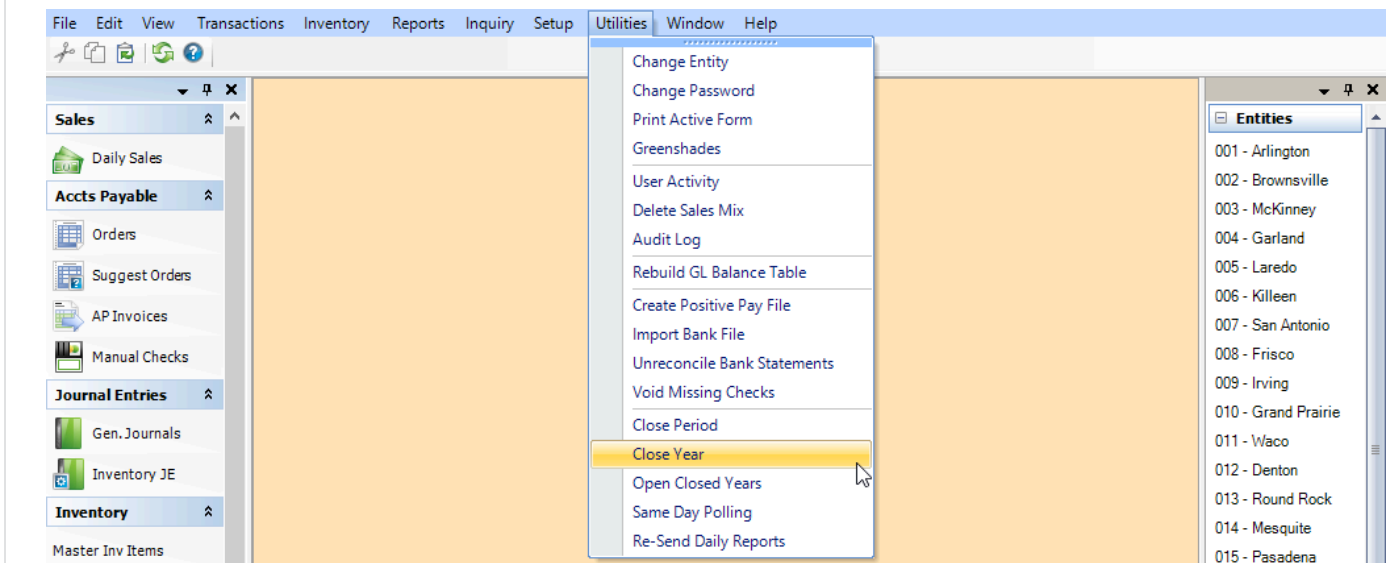 File Edit View Transactions Inventory Reports Inquiry Setup Utilities Window Help
Sales
Daily Sales
Accts Payable
Orders
Suggest Orders
AP Invoices
Manual Checks
Journal Entries
Gen. Journals
Inventory JE
Inventory
Master Inv Items
Change Entity
Change Password
Print Active Form
Greenshades
User Activity
Delete Sales Mix
Audit Log
Rebuild GL Balance Table
Create Positive Pay File
Import Bank File
Unreconcile Bank Statements
Void Missing Checks
Close Period
Close Year
Open Closed Years
Same Day Polling
Re-Send Daily Reports
Entities
001 - Arlington
002 - Brownsville
003 - McKinney
004 - Garland
005 - Laredo
006 - Killeen
007 - San Antonio
008 - Frisco
009 - Irving
010 - Grand Prairie
011 - Waco
012 - Denton
013 - Round Rock
014 - Mesquite
015 - Pasadena